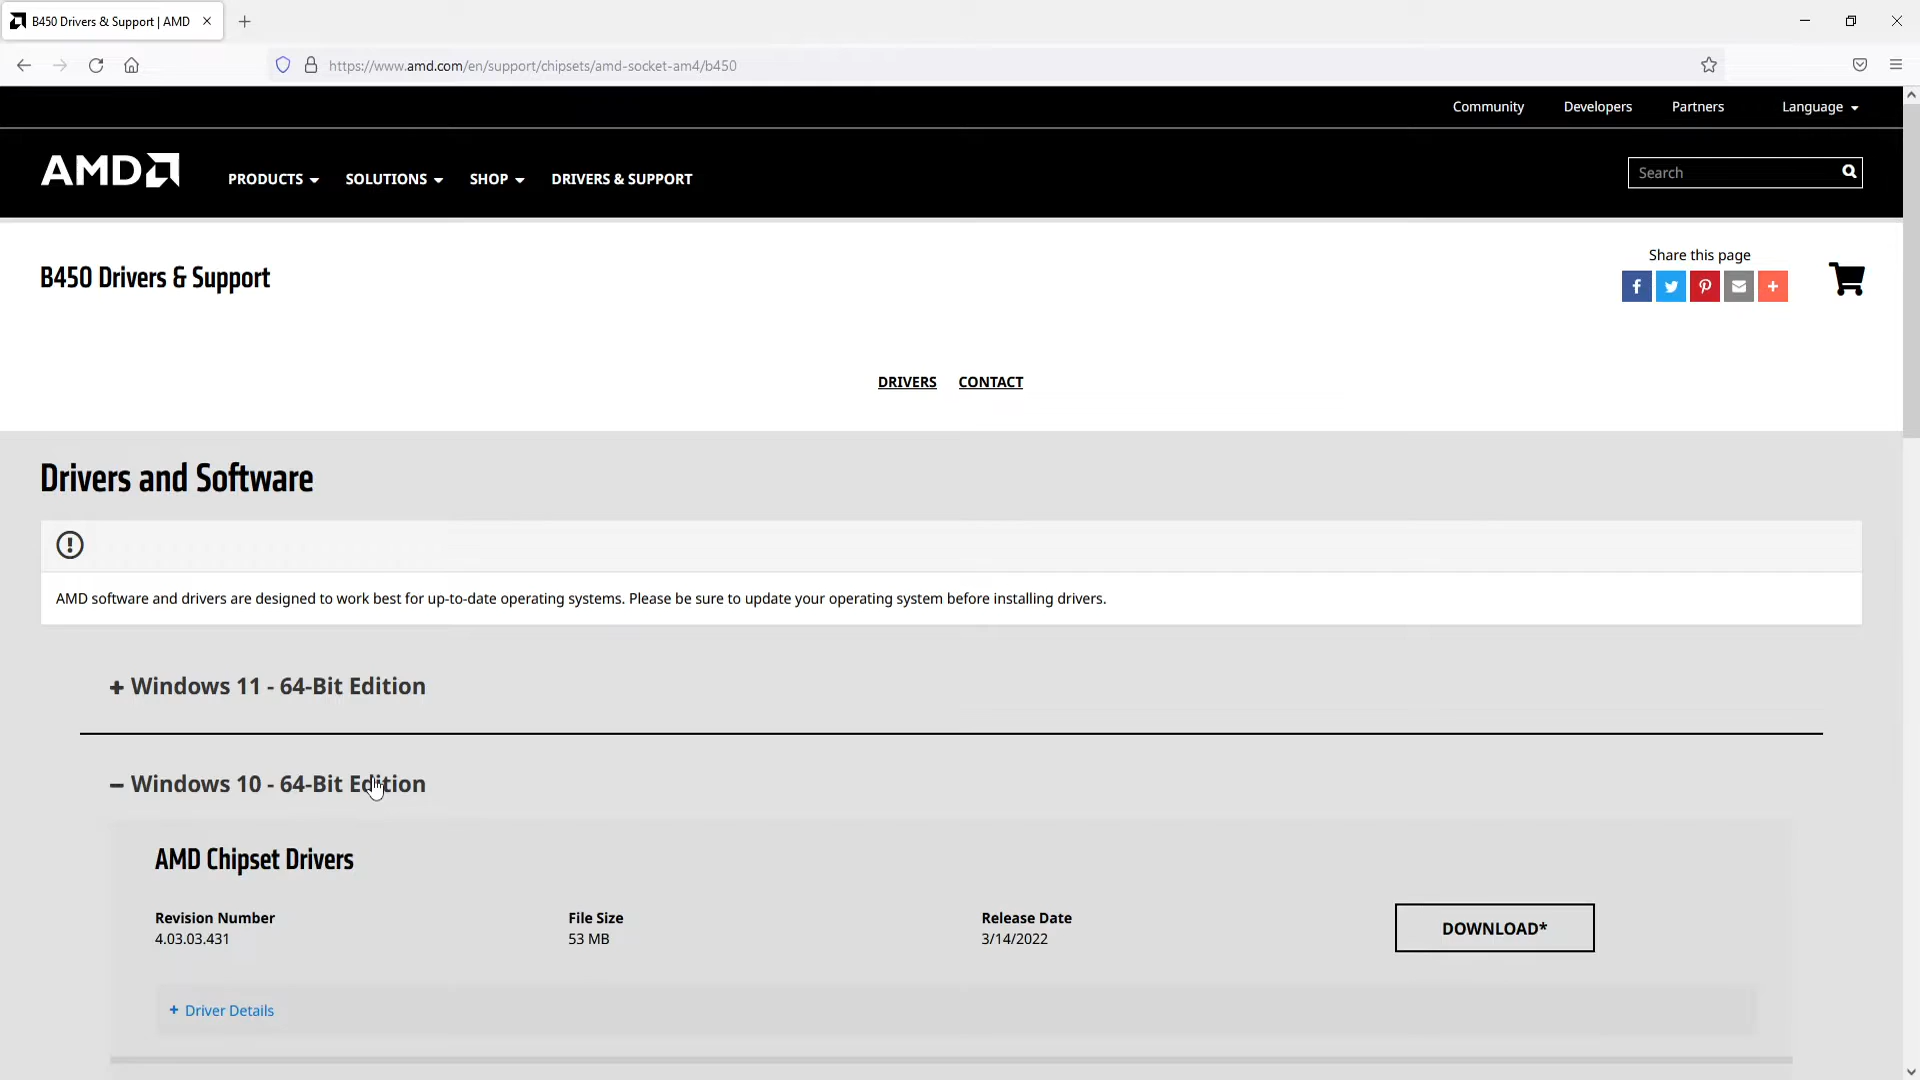 B450 Drivers & Support | AMD
https://www.amd.com/en/support/chipsets/amd-socket-am4/b450
Community Developers Partners Language
AMD PRODUCTS SOLUTIONS SHOP DRIVERS & SUPPORT Search
Share this page
B450 Drivers & Support
DRIVERS CONTACT
Drivers and Software
AMD software and drivers are designed to work best for up-to-date operating systems. Please be sure to update your operating system before installing drivers.
+ Windows 11 - 64-Bit Edition
– Windows 10 - 64-Bit Edition
AMD Chipset Drivers
Revision Number File Size Release Date
4.03.03.431 53 MB 3/14/2022
DOWNLOAD*
+ Driver Details